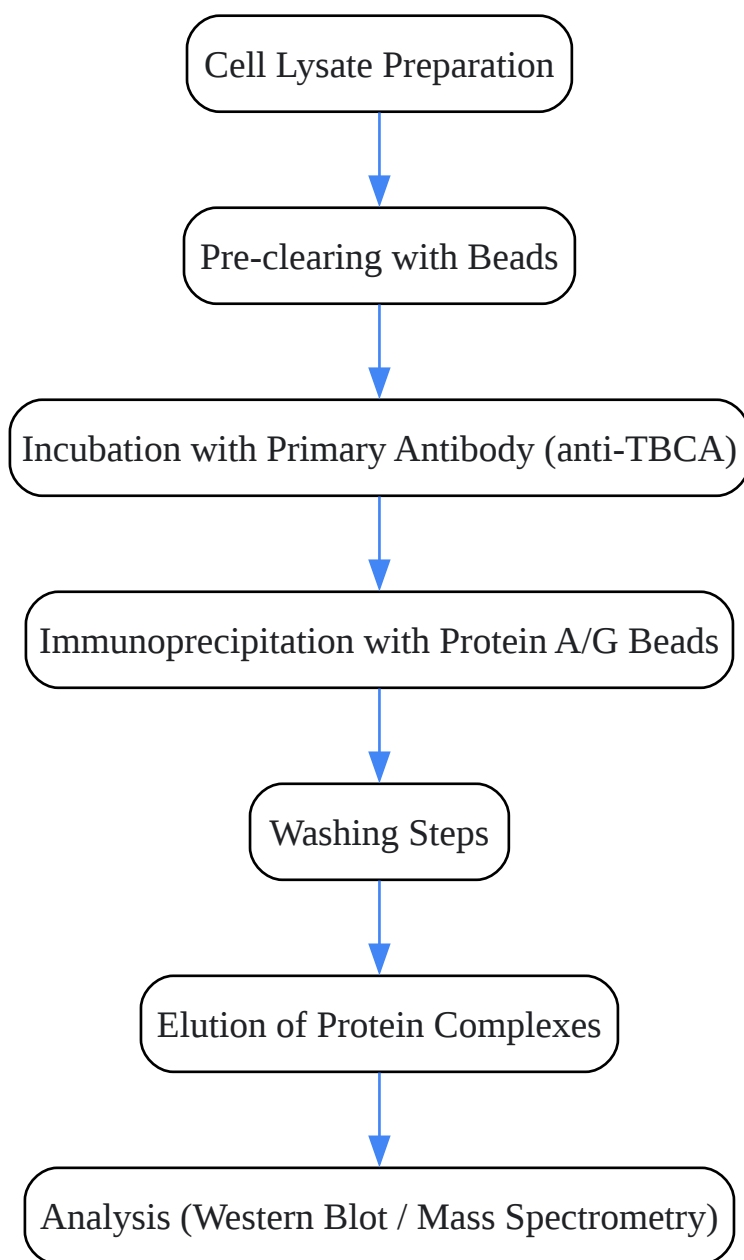 Cell Lysate Preparation
Pre-clearing with Beads
Incubation with Primary Antibody (anti-TBCA)
Immunoprecipitation with Protein A/G Beads
Washing Steps
Elution of Protein Complexes
Analysis (Western Blot / Mass Spectrometry)